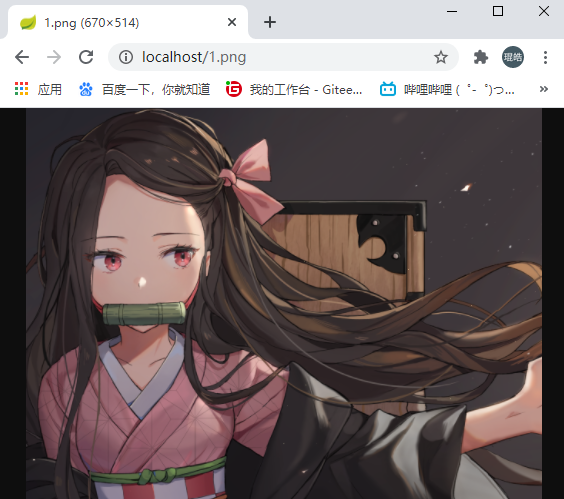 1.png (670×514)
localhost/1.png
琨皓
应用
百度一下，你就知道
我的工作台 - Gitee...
哔哩哔哩 ( ゜- ゜)つ...